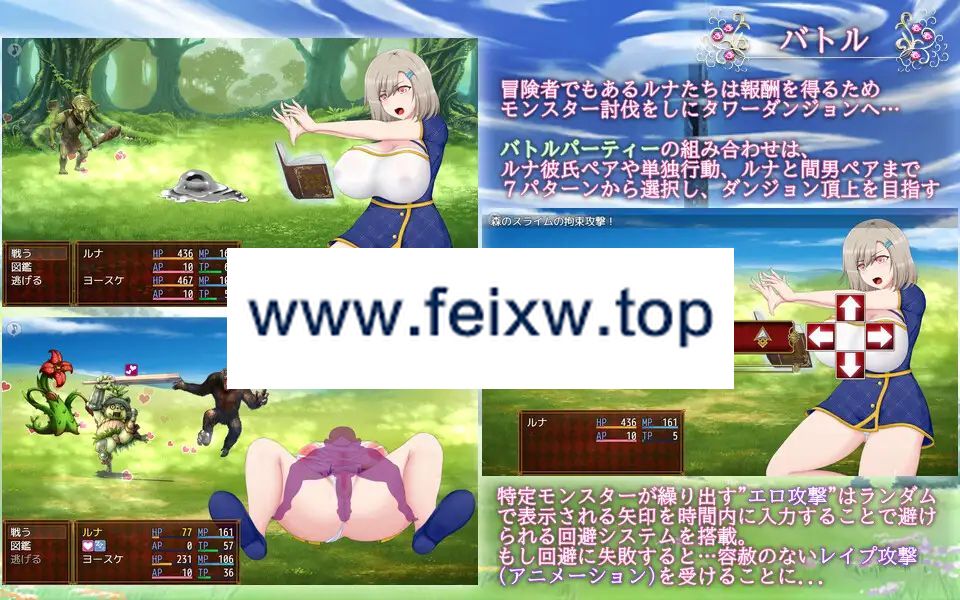 バトル
冒険者でもあるルナたちは報酬を得るため
モンスター討伐をしにタワーダンジョンへ…
バトルパーティーの組み合わせは、
ルナ彼氏ペアや単独行動、ルナと間男ペアまで
７パターンから選択し、ダンジョン頂上を目指す
戦う
図鑑
逃げる
ルナ HP 436 MP
AP 10 TP
ヨースケ HP 467 MP
AP 10 TP
森のスライムの拘束攻撃！
www.feixw.top
ルナ HP 436 MP 161
AP 10 TP 5
戦う
図鑑
逃げる
ルナ HP 77 MP 161
AP 0 TP 57
ヨースケ HP 231 MP 106
AP 10 TP 36
特定モンスターが繰り出す”エロ攻撃”はランダム
で表示される矢印を時間内に入力することで避け
られる回避システムを搭載。
もし回避に失敗すると…容赦のないレイプ攻撃
(アニメーション)を受けることに...